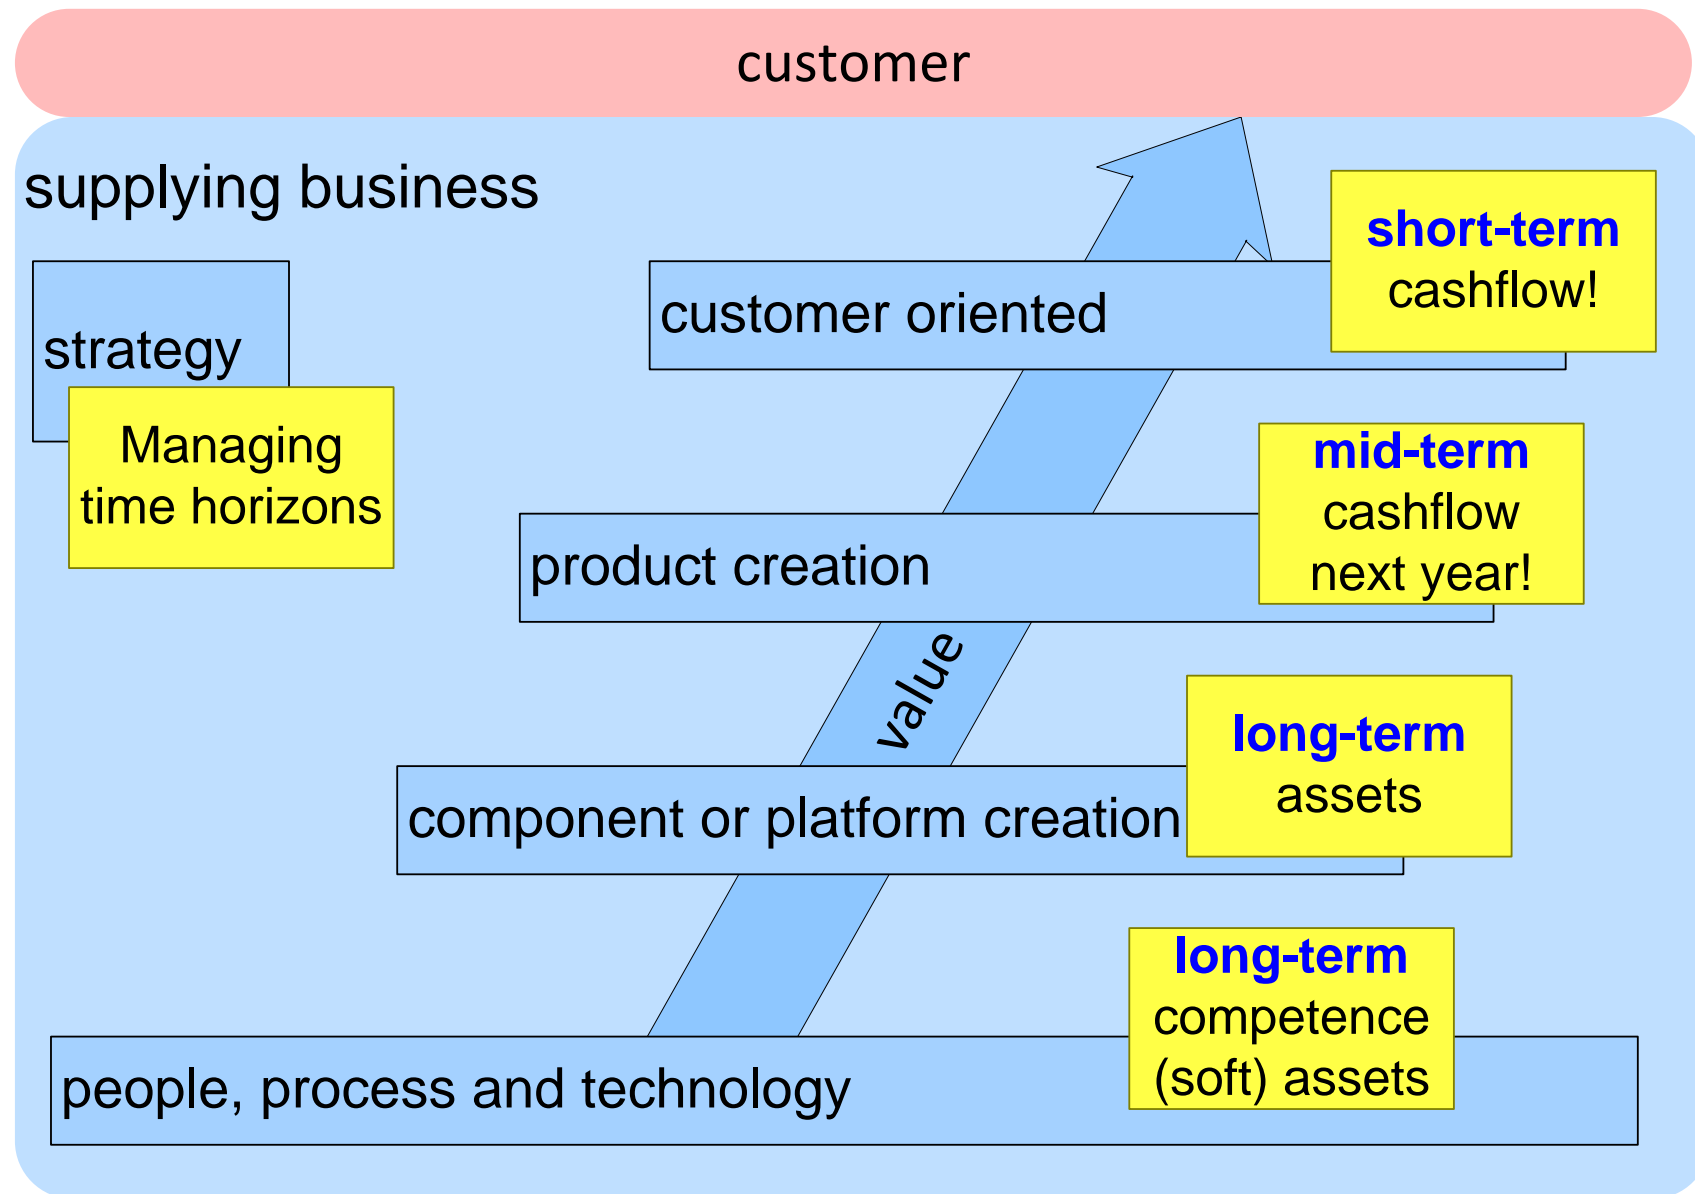 customer
supplying business
short-term
cashflow!
customer oriented
strategy
Managing
time horizons
mid-term
cashflow
next year!
product creation
value
long-term
assets
component or platform creation
long-term
competence
(soft) assets
people, process and technology